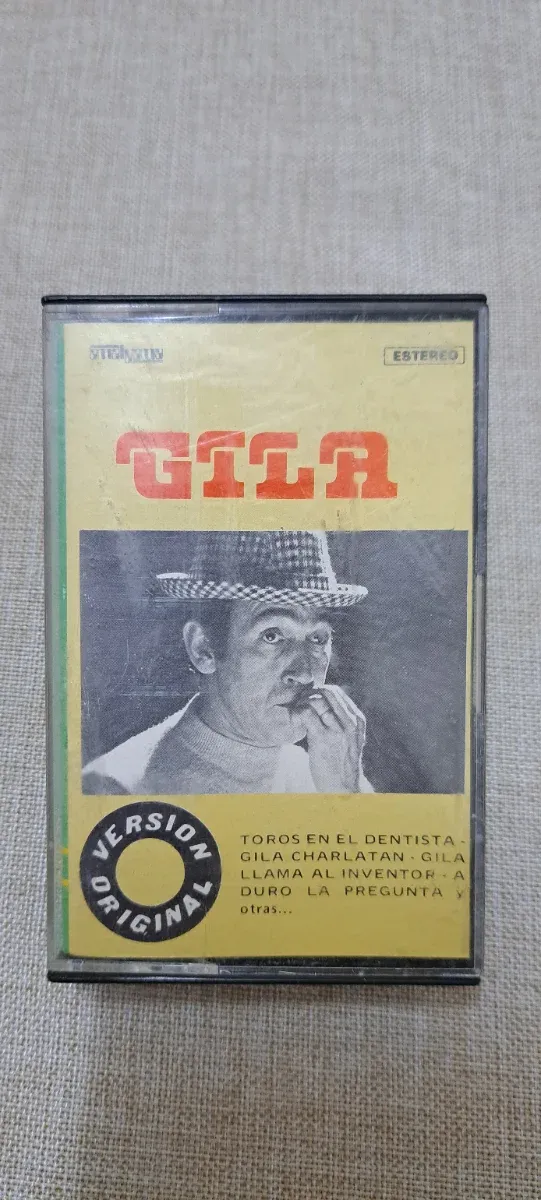 ESTEREO
GILA
VERSION
ORIGINAL
TOROS EN EL DENTISTA -
GILA CHARLATAN - GILA
LLAMA AL INVENTOR - A
DURO LA PREGUNTA y
otras...